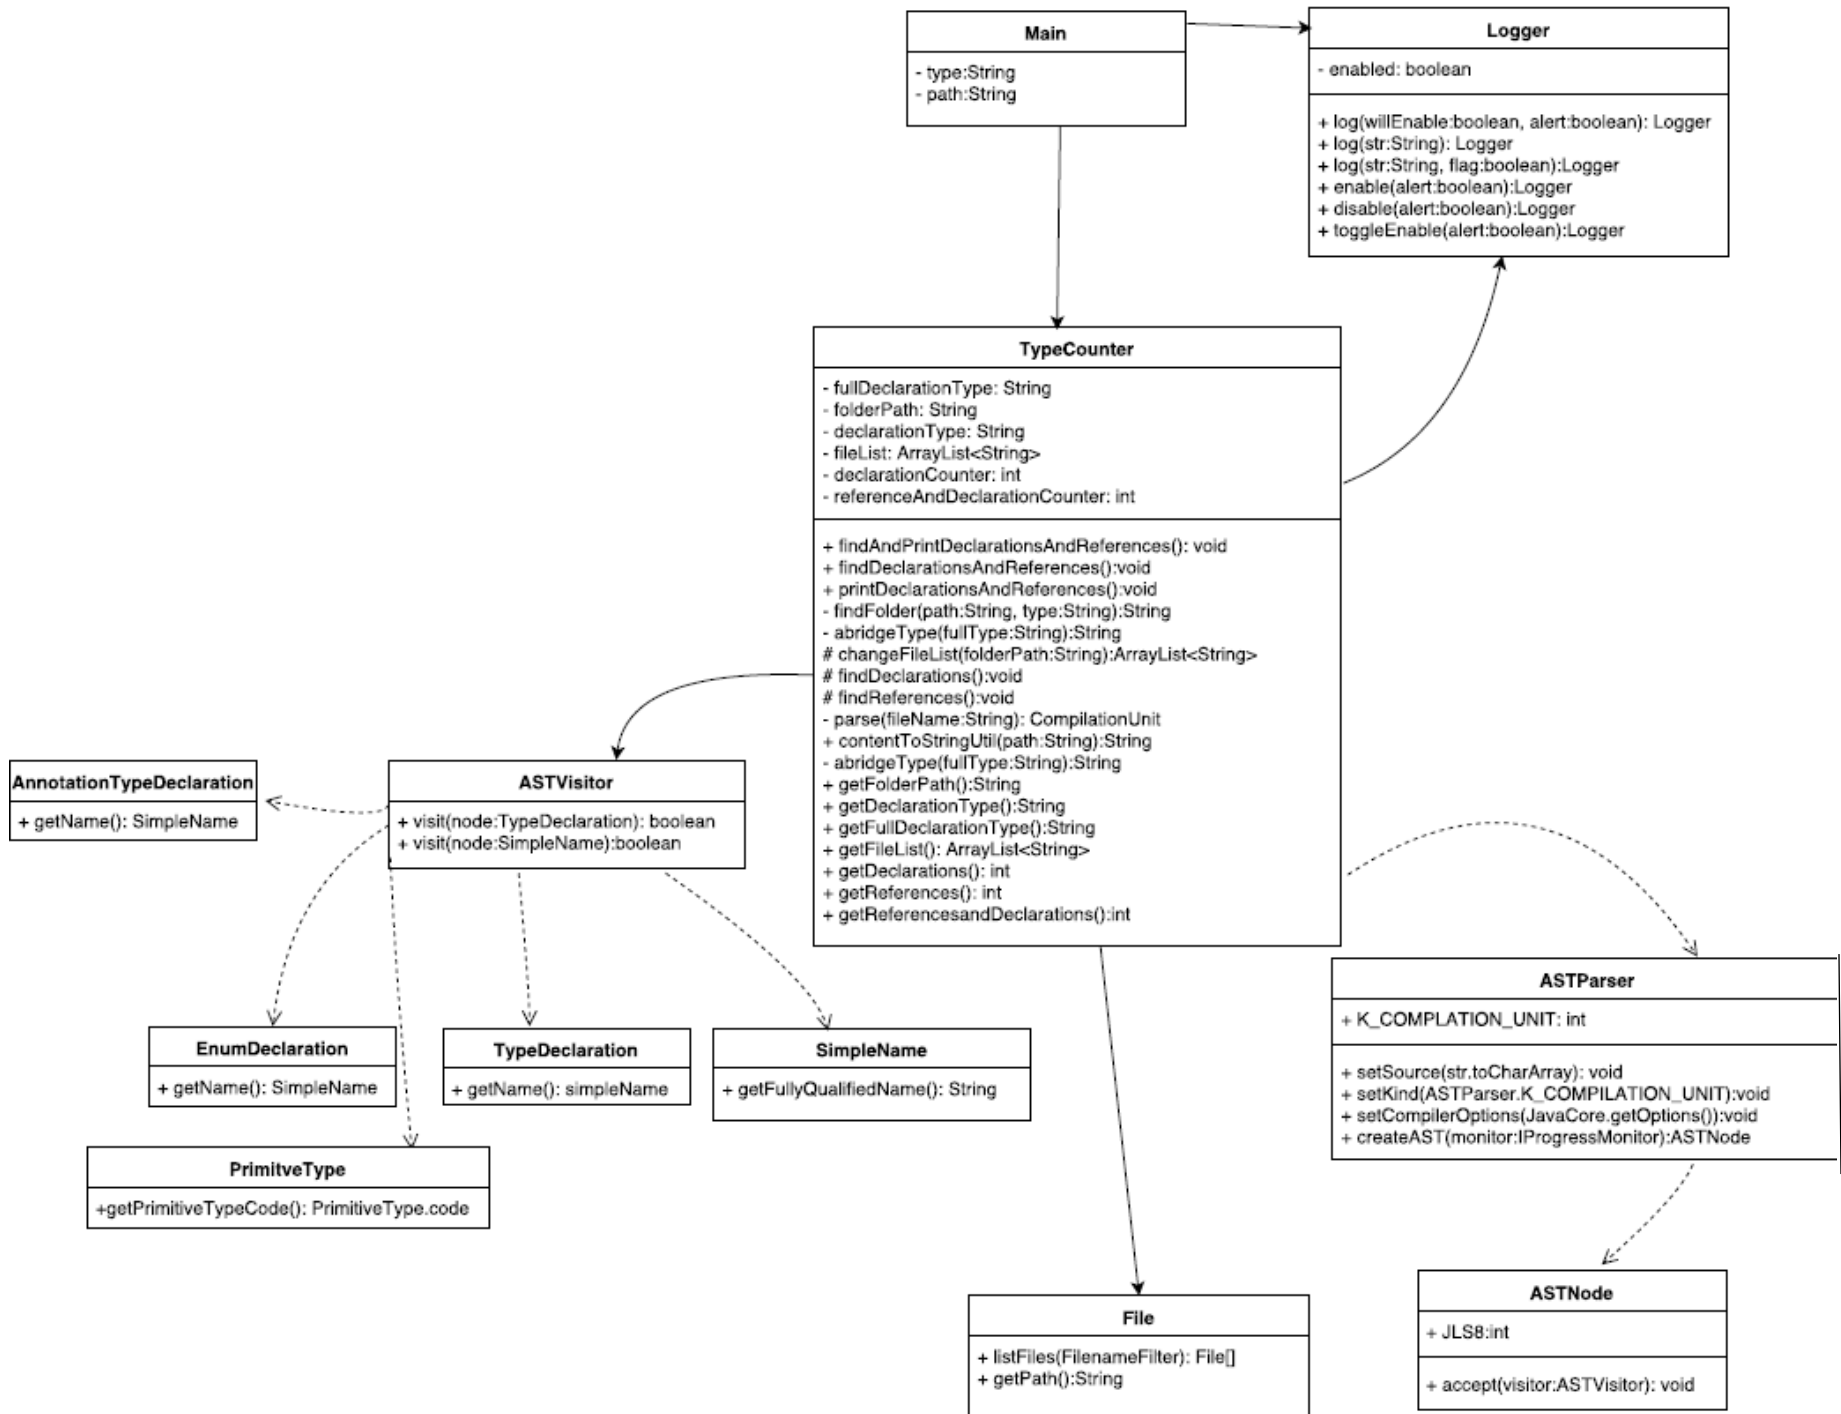 Main
- type:String
- path:String
Logger
- enabled: boolean
+ log(willEnable:boolean, alert:boolean): Logger
+ log(str:String): Logger
+ log(str:String, flag:boolean):Logger
+ enable(alert:boolean):Logger
+ disable(alert:boolean):Logger
+ toggleEnable(alert:boolean):Logger
TypeCounter
- fullDeclarationType: String
- folderPath: String
- declarationType: String
- fileList: ArrayList<String>
- declarationCounter: int
- referenceAndDeclarationCounter: int
+ findAndPrintDeclarationsAndReferences(): void
+ findDeclarationsAndReferences():void
+ printDeclarationsAndReferences():void
- findFolder(path:String, type:String):String
- abridgeType(fullType:String):String
# changeFileList(folderPath:String):ArrayList<String>
# findDeclarations():void
# findReferences():void
- parse(fileName:String): CompilationUnit
+ contentToStringUtil(path:String):String
- abridgeType(fullType:String):String
+ getFolderPath():String
+ getDeclarationType():String
+ getFullDeclarationType():String
+ getFileList(): ArrayList<String>
+ getDeclarations(): int
+ getReferences(): int
+ getReferencesandDeclarations():int
AnnotationTypeDeclaration
+ getName(): SimpleName
ASTVisitor
+ visit(node:TypeDeclaration): boolean
+ visit(node:SimpleName):boolean
EnumDeclaration
+ getName(): SimpleName
TypeDeclaration
+ getName(): simpleName
SimpleName
+ getFullyQualifiedName(): String
PrimitveType
+getPrimitiveTypeCode(): PrimitiveType.code
ASTParser
+ K_COMPLATION_UNIT: int
+ setSource(str.toCharArray): void
+ setKind(ASTParser.K_COMPILATION_UNIT):void
+ setCompilerOptions(JavaCore.getOptions()):void
+ createAST(monitor:IProgressMonitor):ASTNode
File
+ listFiles(FilenameFilter): File[]
+ getPath():String
ASTNode
+ JLS8:int
+ accept(visitor:ASTVisitor): void